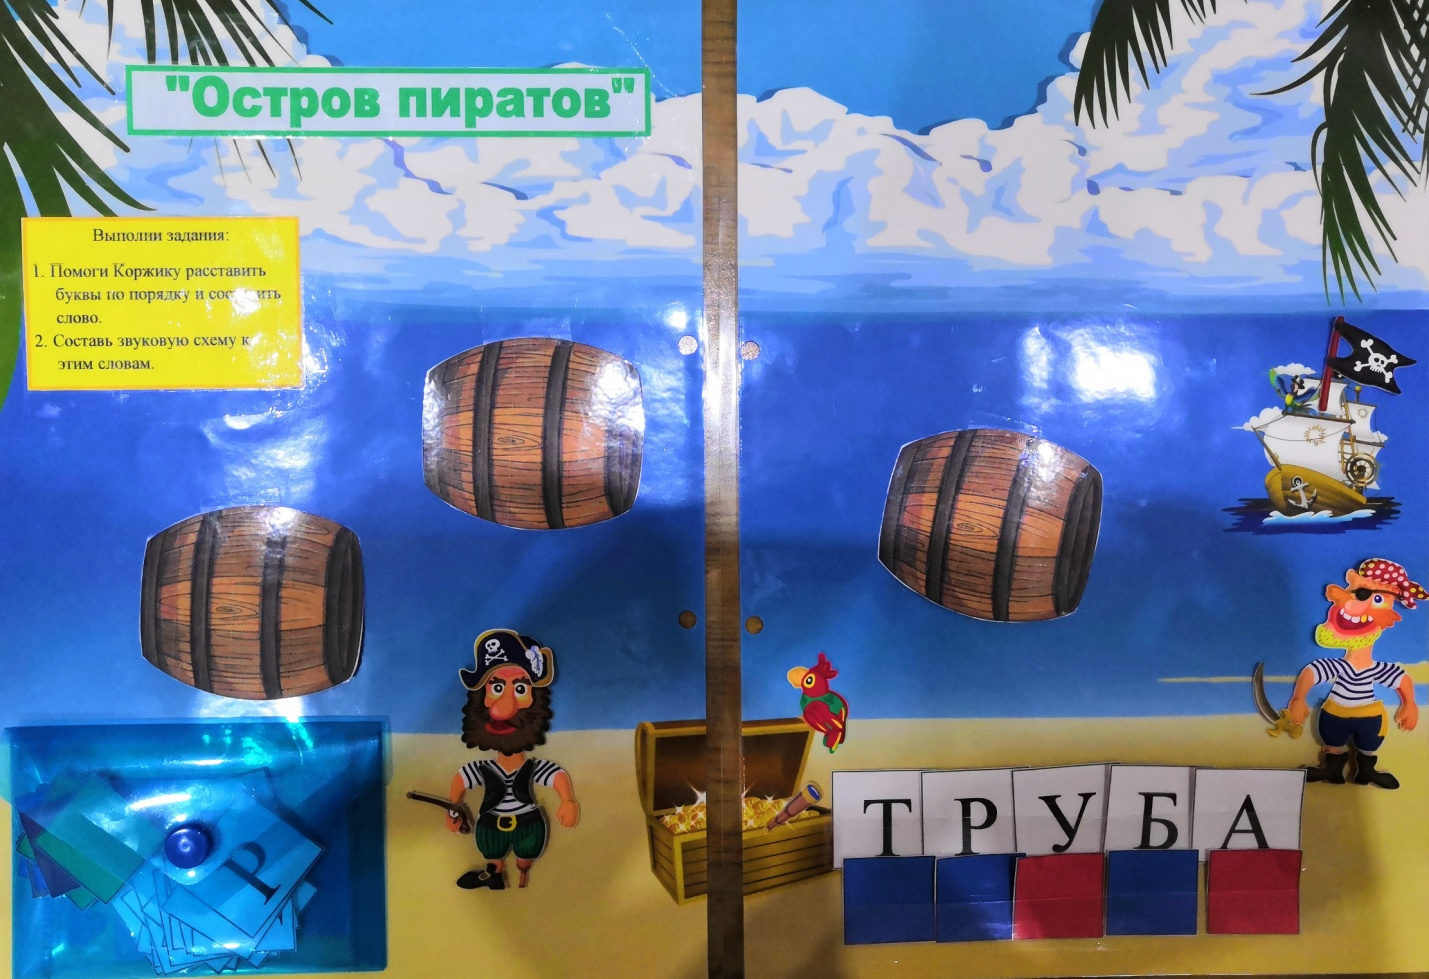 "Остров пиратов"
Выполни задания:
1. Помоги Коржику расставить
буквы по порядку и составить
слово.
2. Составь звуковую схему к
этим словам.
Р
ТРУБА